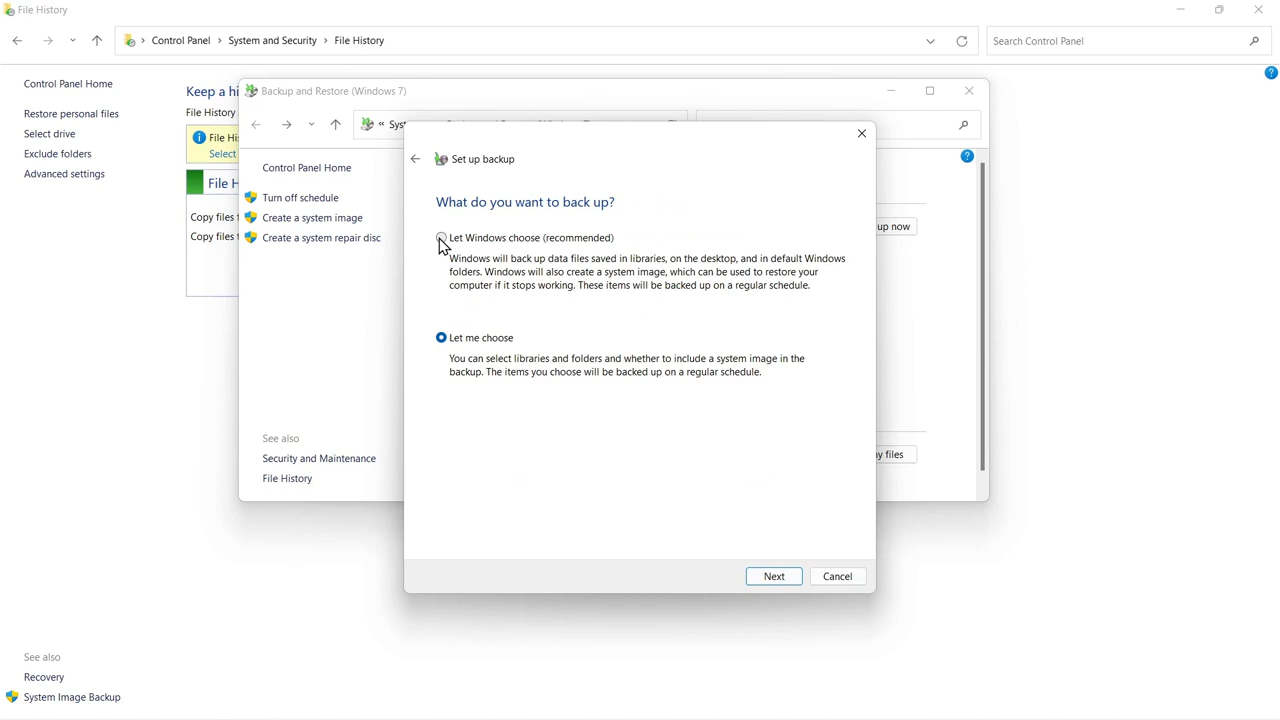 File History
Control Panel > System and Security > File History
Search Control Panel
Control Panel Home
Restore personal files
Select drive
Exclude folders
Advanced settings
Keep a hi
File History
File His
Select
File H
Copy files f
Copy files t
Backup and Restore (Windows 7)
« Sys
Control Panel Home
Turn off schedule
Create a system image
Create a system repair disc
up now
y files
See also
Security and Maintenance
File History
Set up backup
What do you want to back up?
Let Windows choose (recommended)
Windows will back up data files saved in libraries, on the desktop, and in default Windows
folders. Windows will also create a system image, which can be used to restore your
computer if it stops working. These items will be backed up on a regular schedule.
Let me choose
You can select libraries and folders and whether to include a system image in the
backup. The items you choose will be backed up on a regular schedule.
Next
Cancel
See also
Recovery
System Image Backup